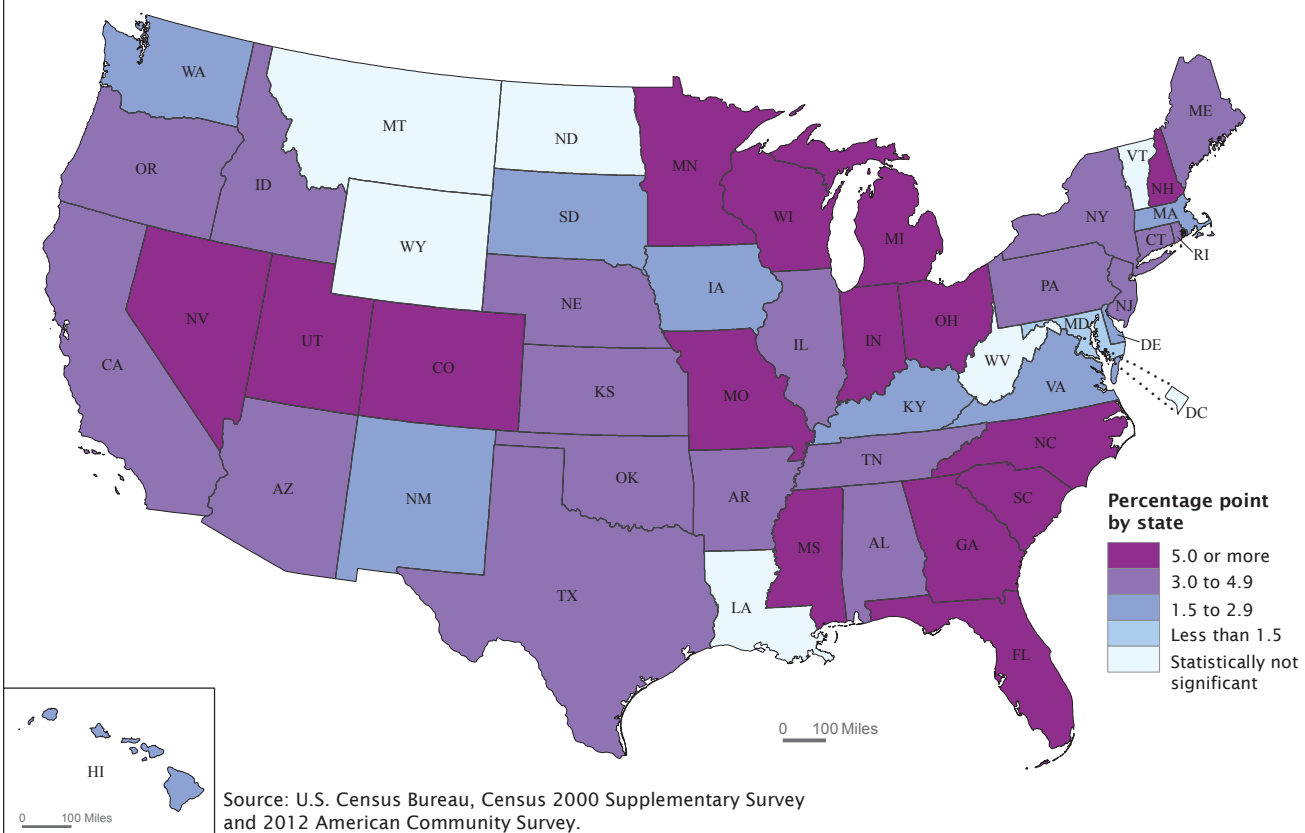 WA
MT
ND
MN
ME
VT
NH
OR
ID
WY
SD
WI
MI
NY
MA
CT
RI
IA
NE
PA
NJ
NV
UT
CO
IL
IN
OH
MD
DE
CA
KS
MO
WV
VA
DC
KY
AZ
NM
OK
AR
TN
NC
SC
TX
LA
MS
AL
GA
FL
Percentage point
by state
5.0 or more
3.0 to 4.9
1.5 to 2.9
Less than 1.5
Statistically not
significant
0 100 Miles
HI
0 100 Miles
Source: U.S. Census Bureau, Census 2000 Supplementary Survey
and 2012 American Community Survey.